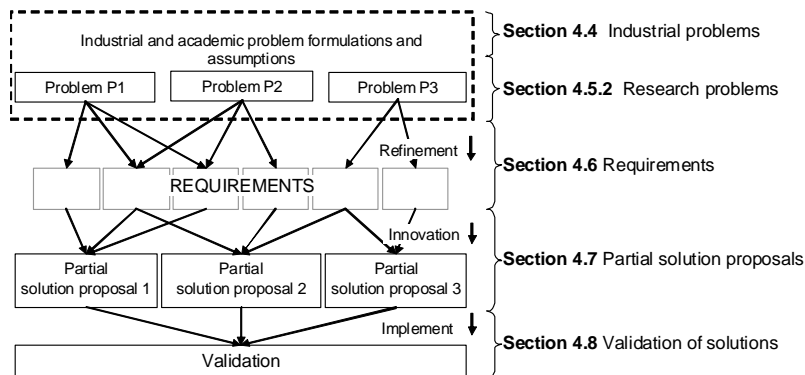 Industrial and academic problem formulations and
assumptions
Problem P1
Problem P2
Problem P3
Section 4.4 Industrial problems
Section 4.5.2 Research problems
Refinement
Section 4.6 Requirements
REQUIREMENTS
Innovation
Section 4.7 Partial solution proposals
Partial
solution proposal 1
Partial
solution proposal 2
Partial
solution proposal 3
Implement
Section 4.8 Validation of solutions
Validation